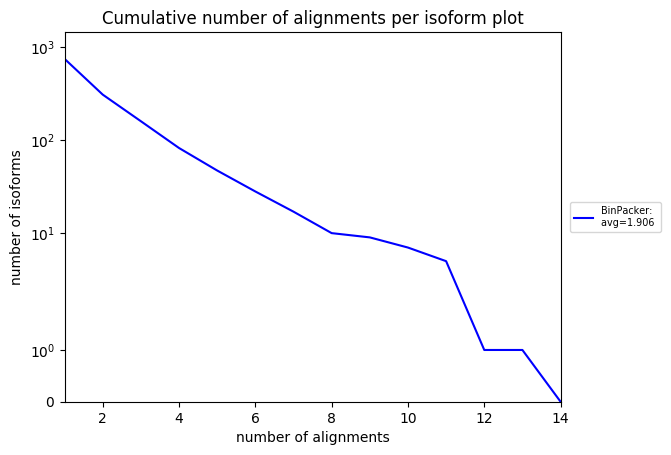 Cumulative number of alignments per isoform plot
10³
10²
10¹
10⁰
0
number of isoforms
2 4 6 8 10 12 14
number of alignments
BinPacker:
avg=1.906